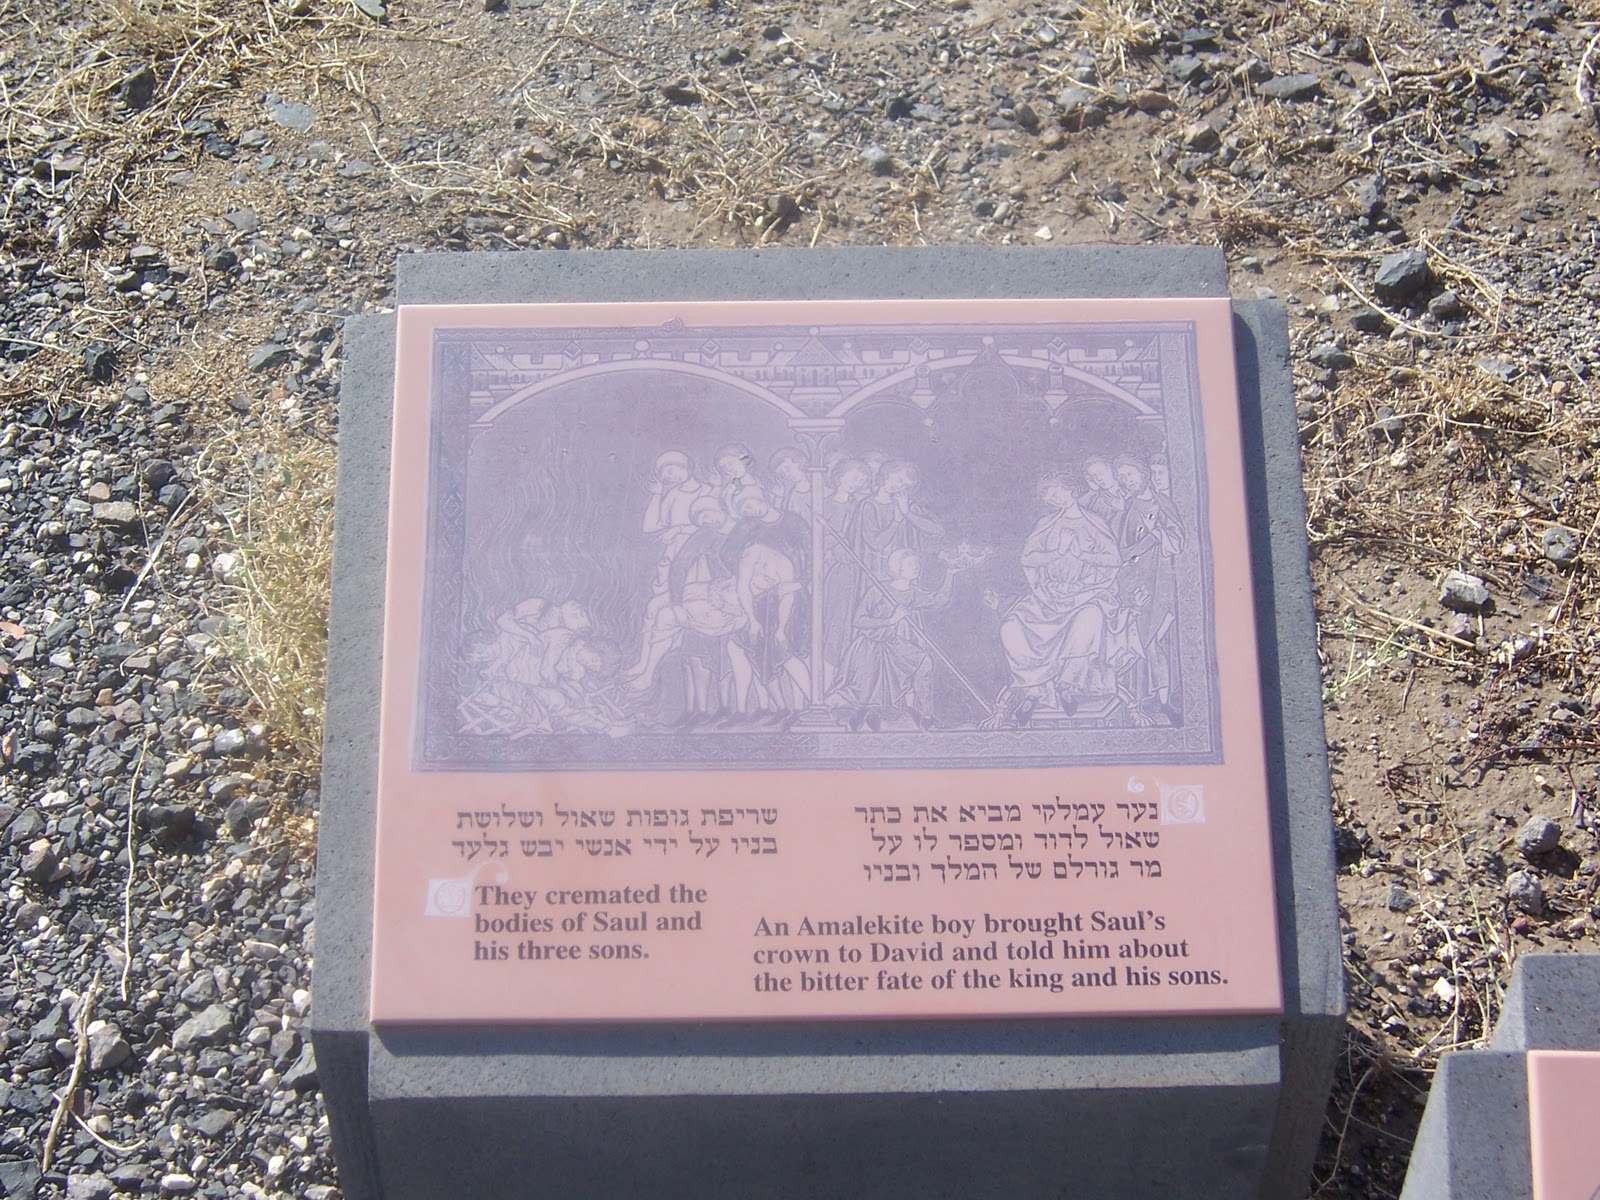 נער עמלקי מביא את כתר
שאול לדוד ומספר לו על
מר גורלם של המלך ובניו
An Amalekite boy brought Saul's
crown to David and told him about
the bitter fate of the king and his sons.
שריפת גופות שאול ושלושת
בניו על ידי אנשי יבש גלעד
They cremated the
bodies of Saul and
his three sons.